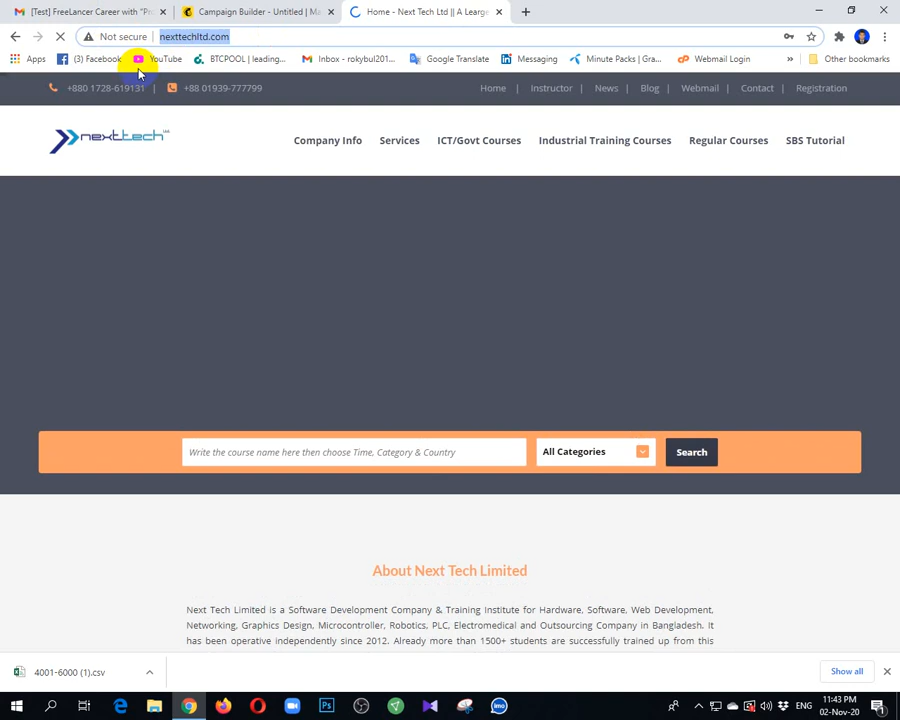 [Test] FreeLancer Career with "Pro
Campaign Builder - Untitled | Ma
Home - Next Tech Ltd || A Learge
Not secure
nexttechltd.com
Apps
(3) Facebook
YouTube
BTCPOOL | leading...
Inbox - rokybul201...
Google Translate
Messaging
Minute Packs | Gra...
Webmail Login
»
Other bookmarks
+880 1728-619131 |
+88 01939-777799
Home | Instructor | News | Blog | Webmail | Contact | Registration
nexttech
Company Info Services ICT/Govt Courses Industrial Training Courses Regular Courses SBS Tutorial
Write the course name here then choose Time, Category & Country
All Categories
Search
About Next Tech Limited
Next Tech Limited is a Software Development Company & Training Institute for Hardware, Software, Web Development,
Networking, Graphics Design, Microcontroller, Robotics, PLC, Electromedical and Outsourcing Company in Bangladesh. It
has been operative independently since 2012. Already more than 1500+ students are successfully trained up from this
4001-6000 (1).csv
Show all
Ps
imo
ENG
11:43 PM
02-Nov-20
1